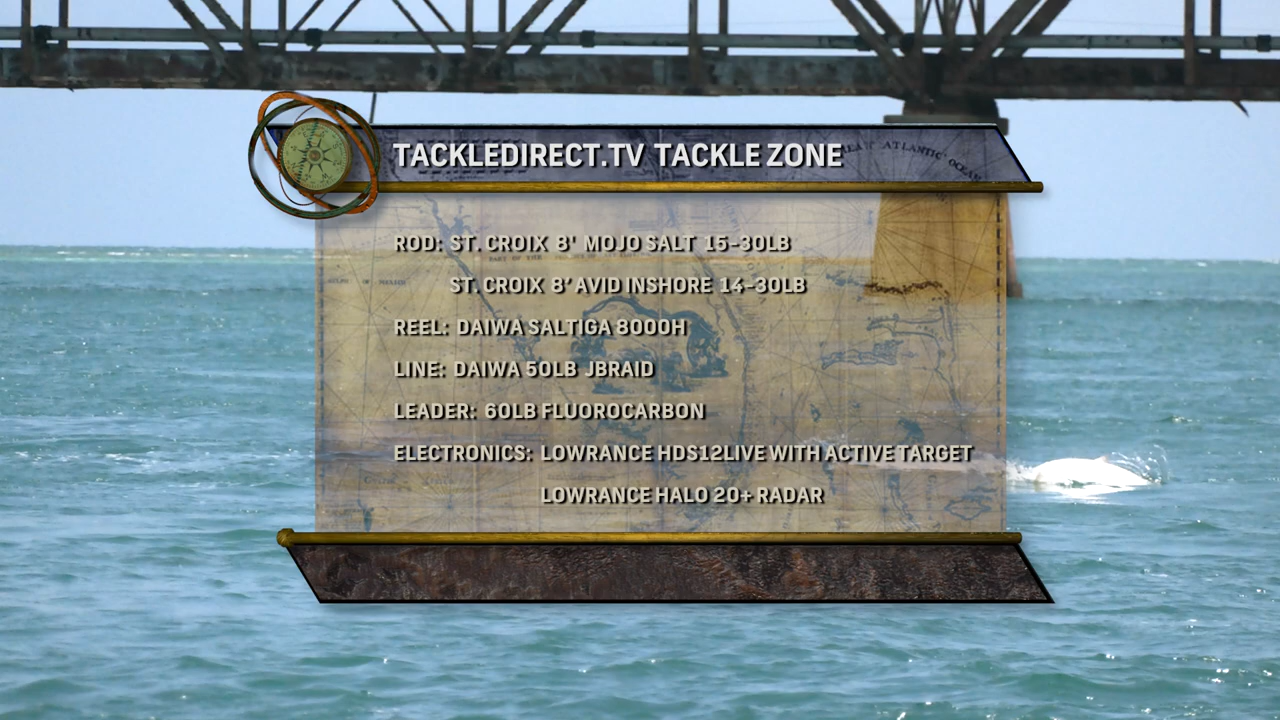 TACKLEDIRECT.TV TACKLE ZONE
ROD: ST. CROIX 8' MOJO SALT 15-30LB
ST. CROIX 8’ AVID INSHORE 14-30LB
REEL: DAIWA SALTIGA 8000H
LINE: DAIWA 50LB JBRAID
LEADER: 60LB FLUOROCARBON
ELECTRONICS: LOWRANCE HDS12LIVE WITH ACTIVE TARGET
LOWRANCE HALO 20+ RADAR